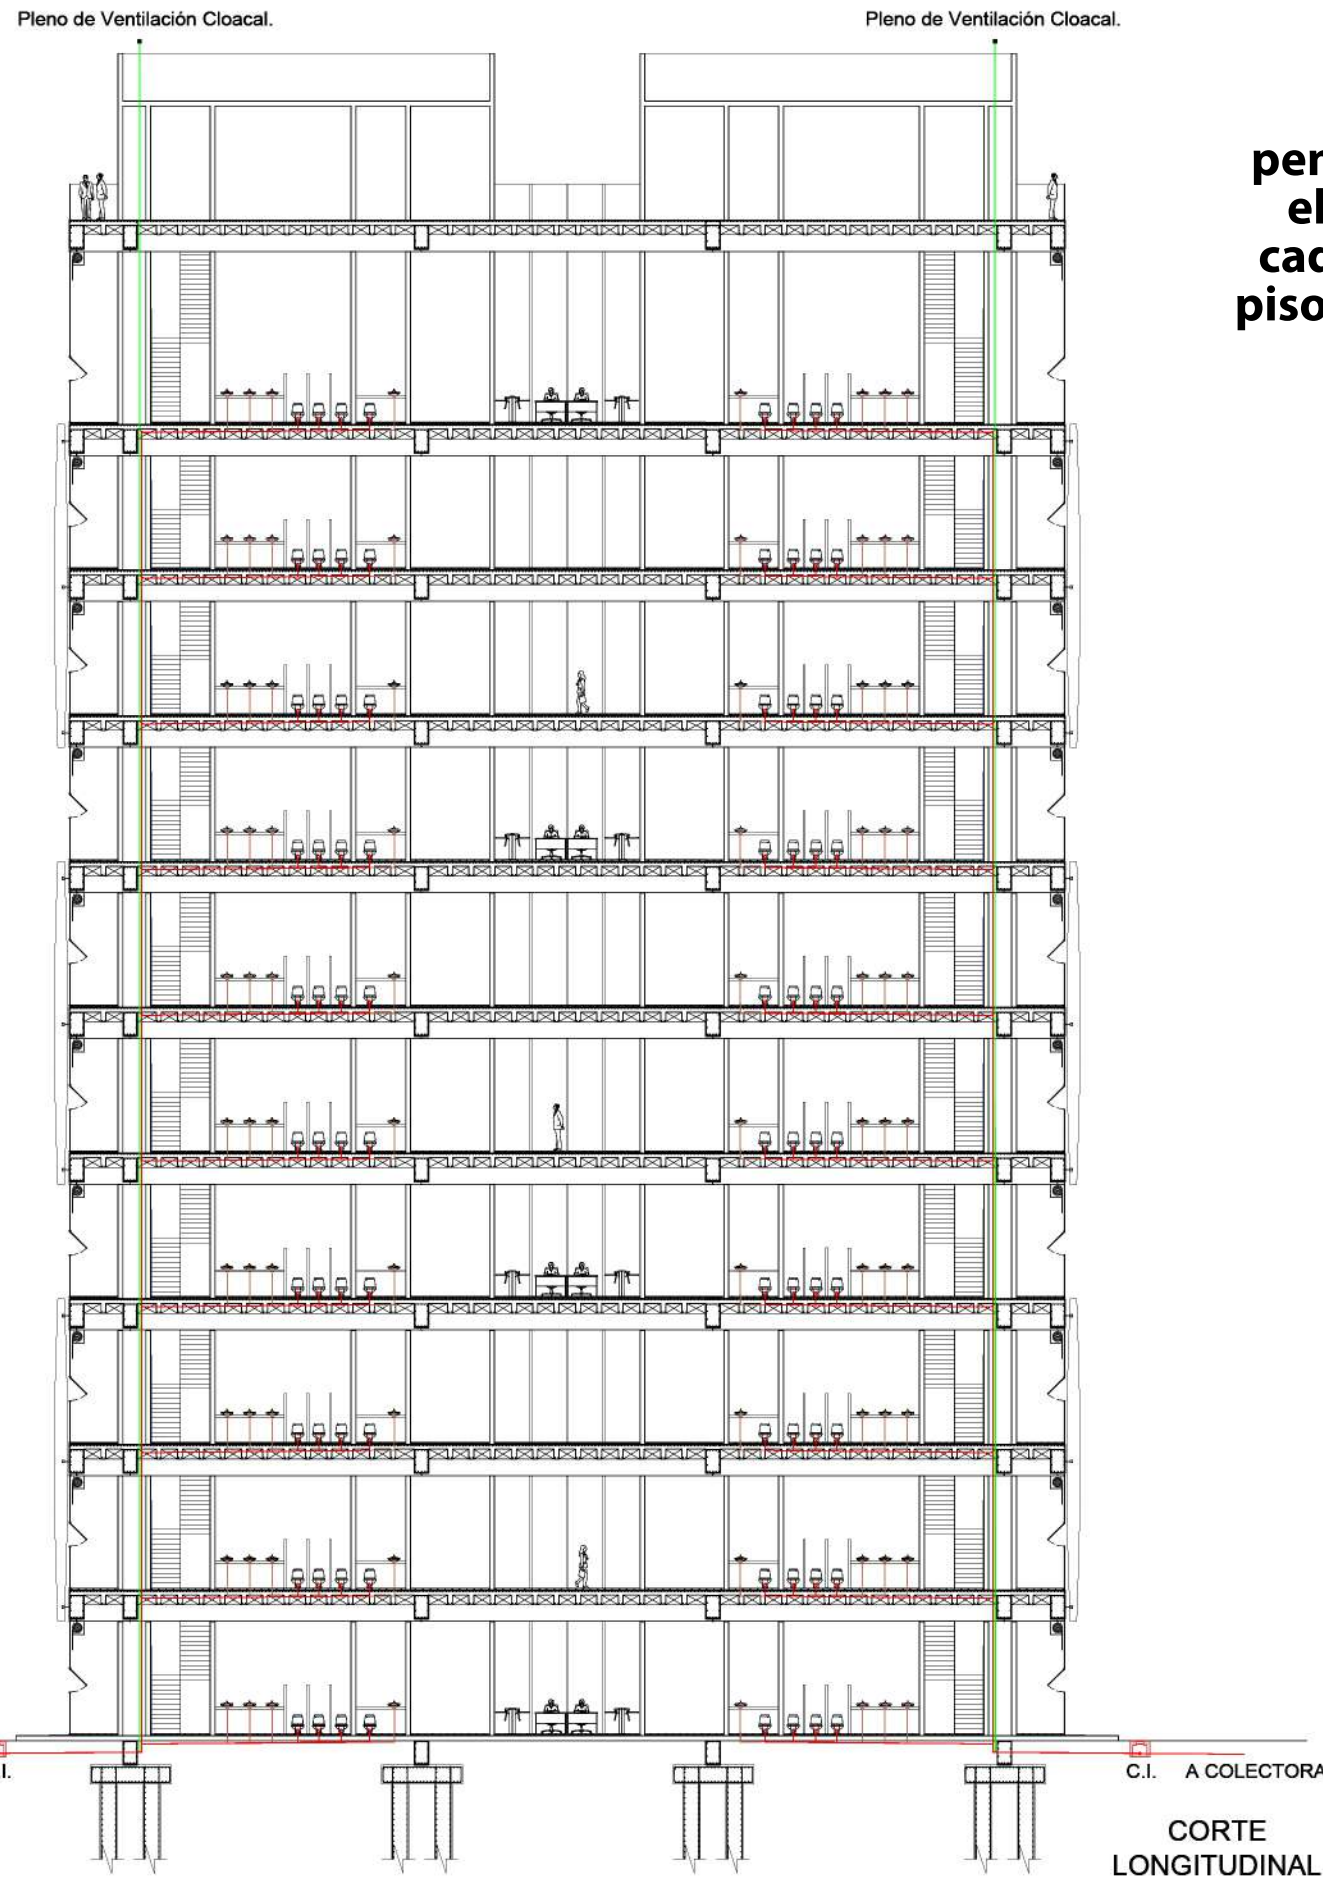 Pleno de Ventilación Cloacal.
Pleno de Ventilación Cloacal.
C.I.
A COLECTORA
CORTE
LONGITUDINAL